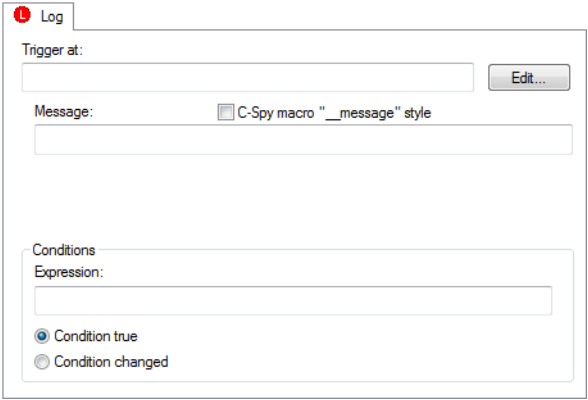 L Log
Trigger at:
Edit...
Message:
C-Spy macro "__message" style
Conditions
Expression:
Condition true
Condition changed